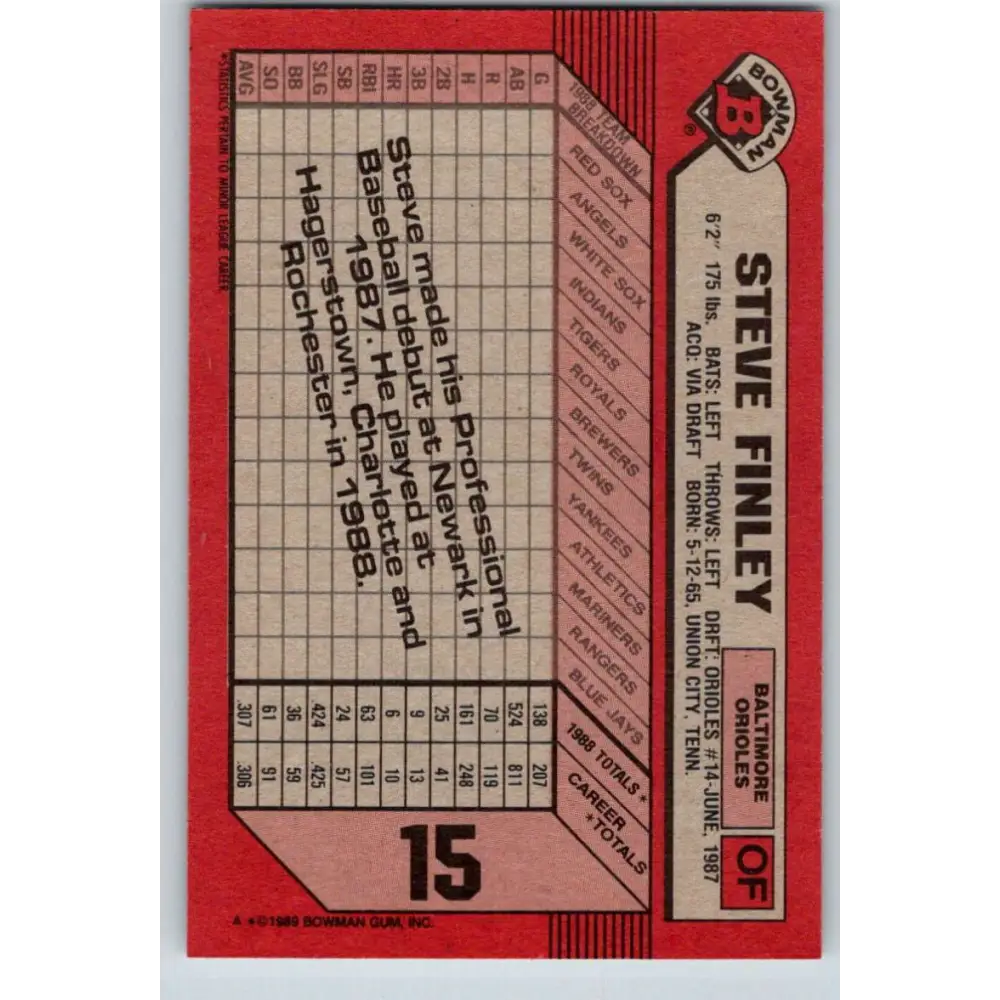 BOWMAN
B
®
STEVE FINLEY
BALTIMORE
ORIOLES
OF
6'2" 175 lbs. BATS: LEFT THROWS: LEFT DRFT: ORIOLES #14-JUNE, 1987
ACQ: VIA DRAFT BORN: 5-12-65, UNION CITY, TENN.
1988 TEAM
BREAKDOWN
RED SOX
ANGELS
WHITE SOX
INDIANS
TIGERS
ROYALS
BREWERS
TWINS
YANKEES
ATHLETICS
MARINERS
RANGERS
BLUE JAYS
1988 TOTALS*
CAREER
*TOTALS
G 138 207
AB 524 811
R 70 119
H 161 248
2B 25 41
3B 9 13
HR 6 10
RBI 63 101
SB 24 57
SLG .424 .425
BB 36 59
SO 61 91
AVG .307 .306
Steve made his Professional
Baseball debut at Newark in
1987. He played at
Hagerstown, Charlotte and
Rochester in 1988.
15
*STATISTICS PERTAIN TO MINOR LEAGUE CAREER
A *©1989 BOWMAN GUM, INC.